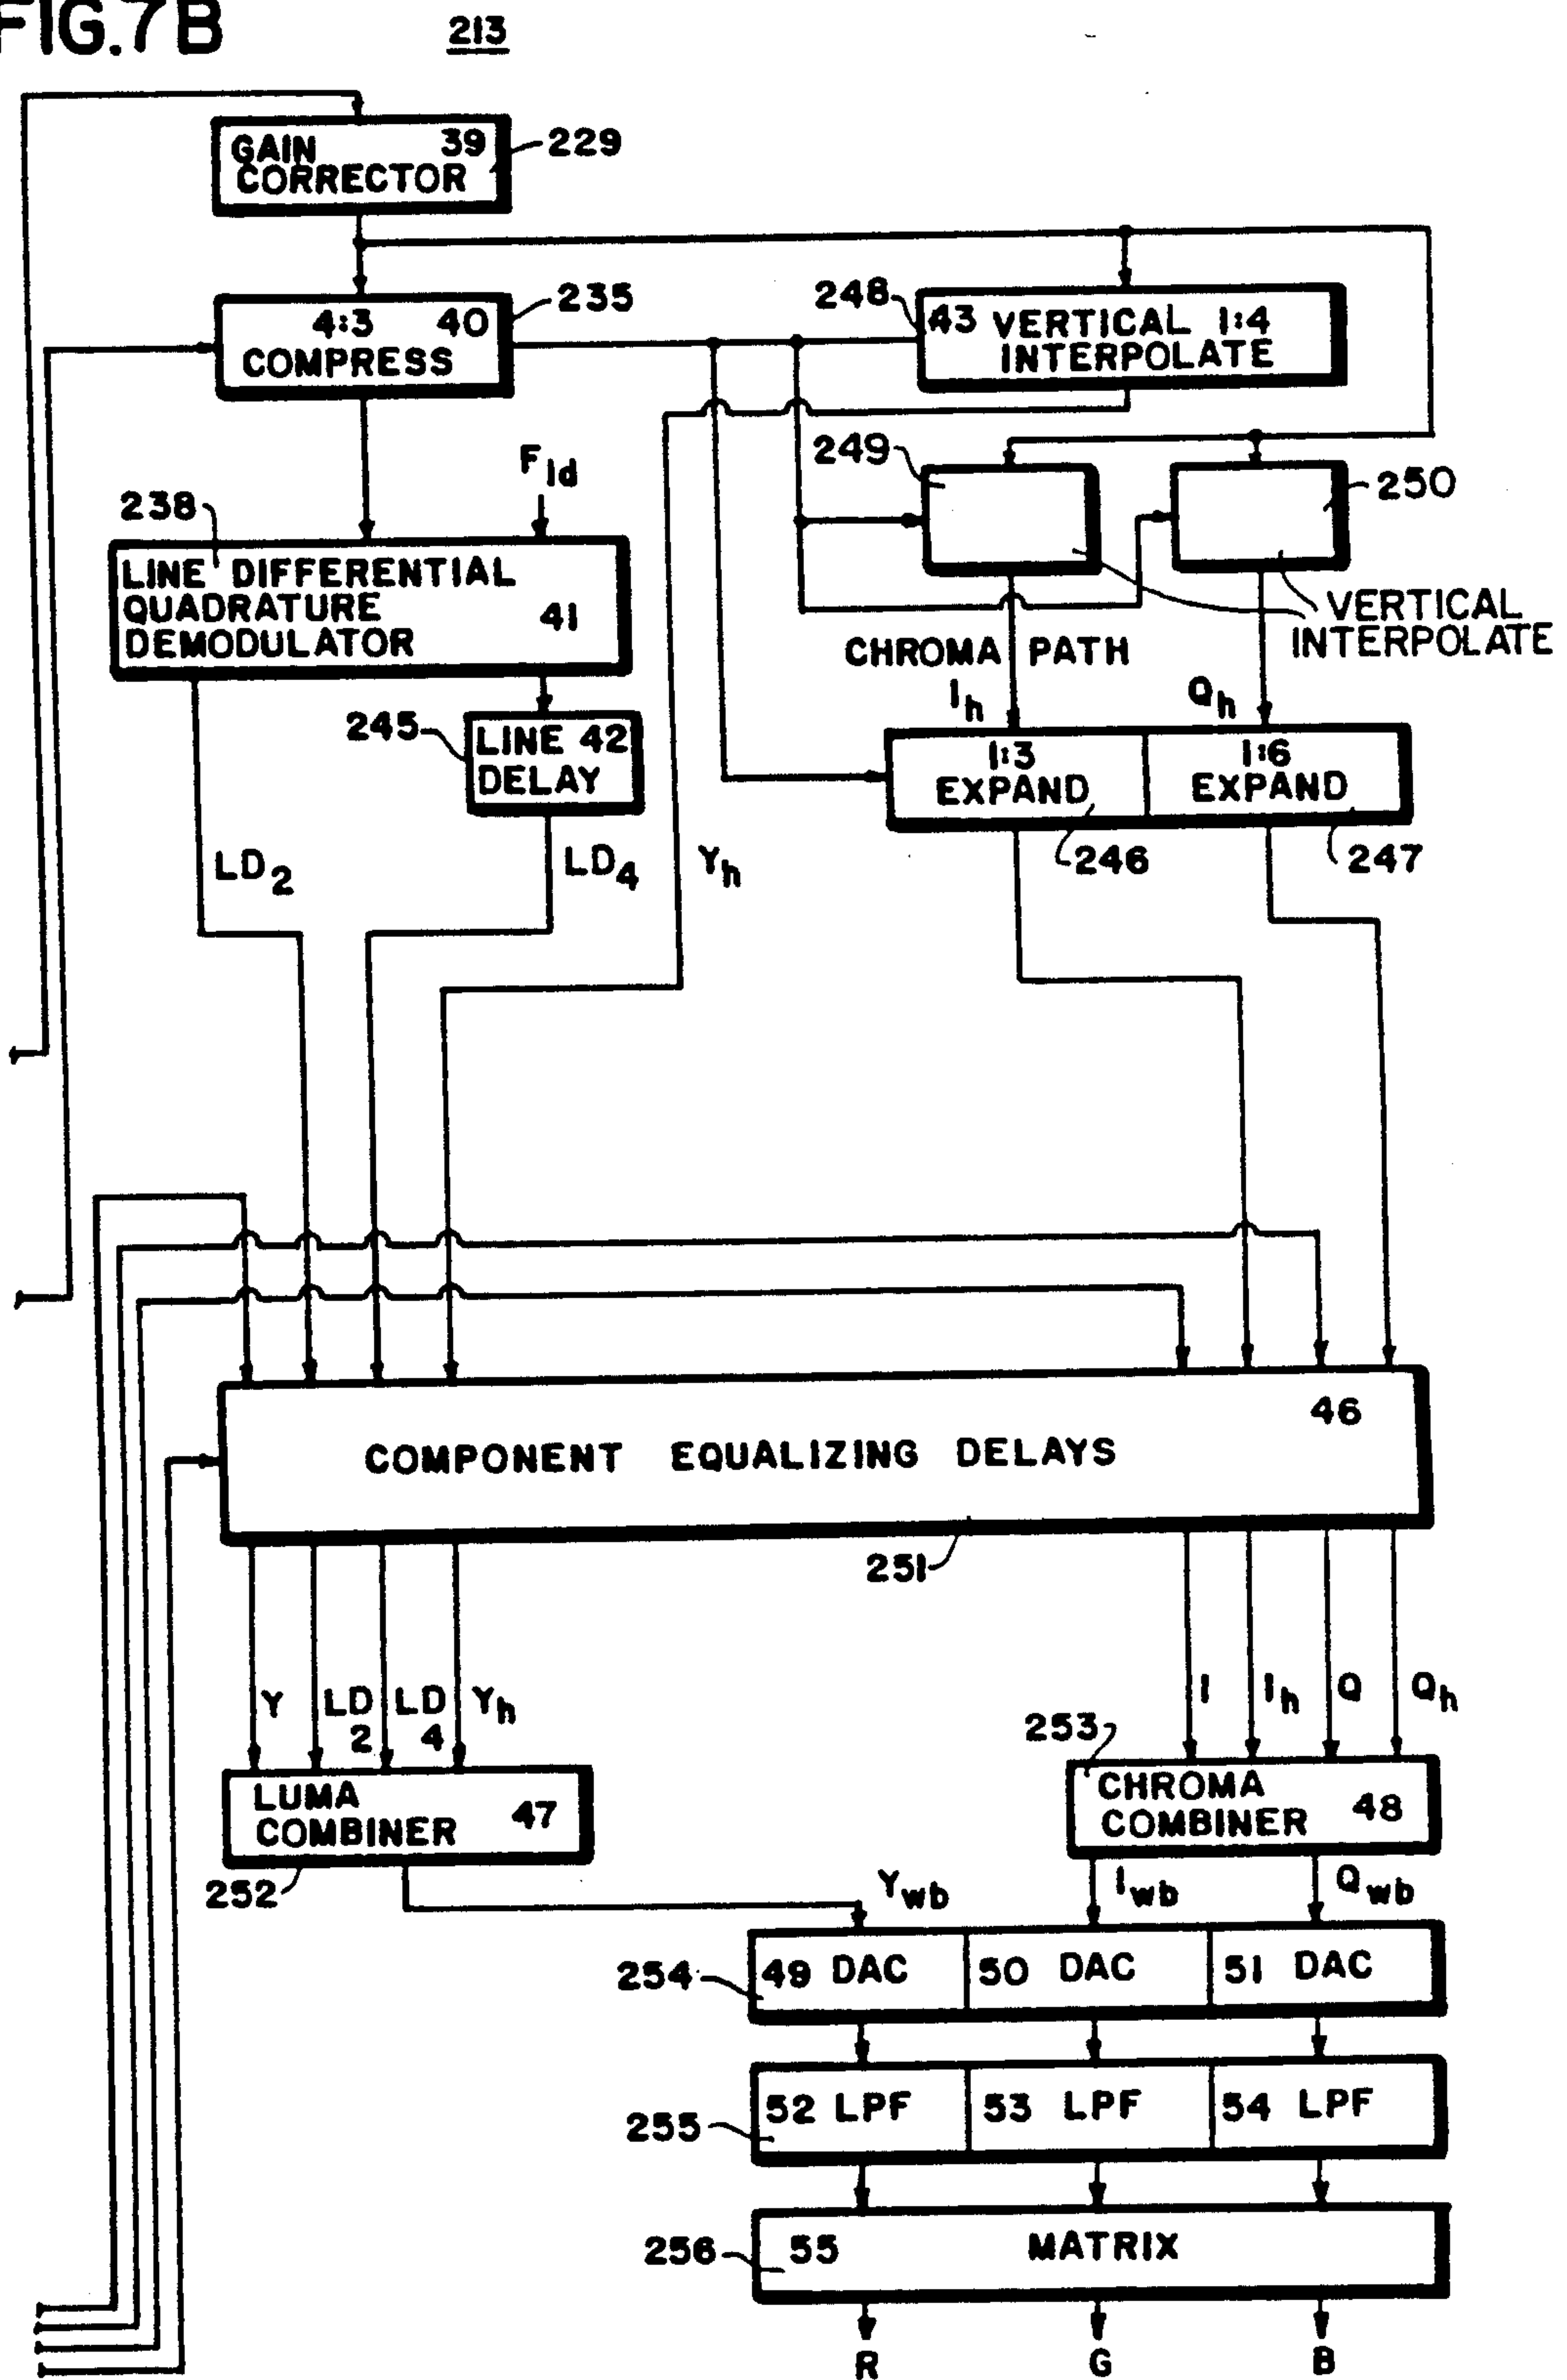 FIG.7B
213
GAIN 39
CORRECTOR
229
4:3 40
COMPRESS
235
248
43 VERTICAL 1:4
INTERPOLATE
249
250
VERTICAL
INTERPOLATE
Fld
238
LINE DIFFERENTIAL
QUADRATURE
DEMODULATOR
41
CHROMA PATH
Ih
Qh
245
LINE 42
DELAY
1:3
EXPAND
1:6
EXPAND
246
247
LD2
LD4
Yh
46
COMPONENT EQUALIZING DELAYS
251
Y
LD
2
LD
4
Yh
I
Ih
Q
Qh
253
LUMA
COMBINER
47
252
CHROMA
COMBINER
48
Ywb
Iwb
Qwb
254
49 DAC
50 DAC
51 DAC
255
52 LPF
53 LPF
54 LPF
256
55 MATRIX
R
G
B